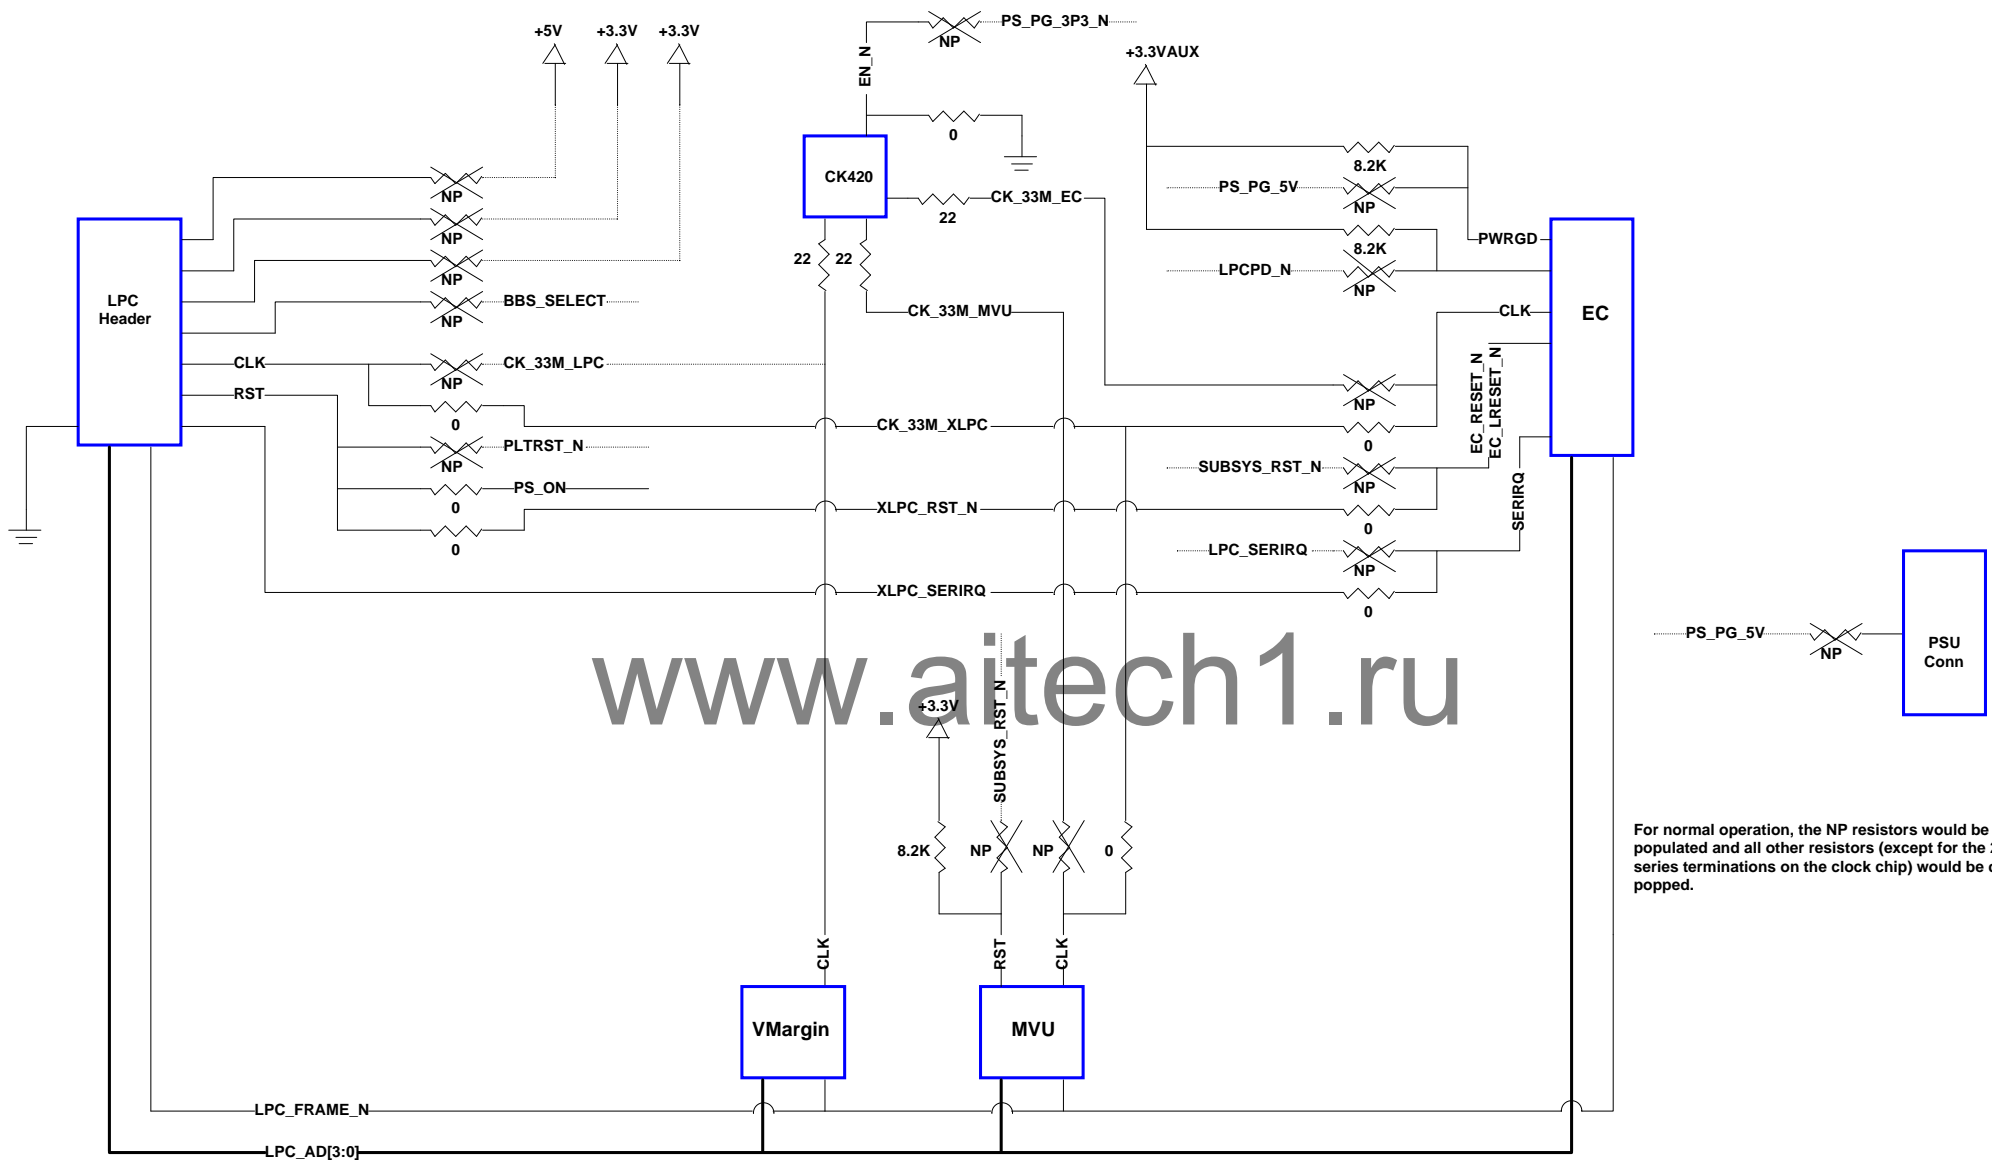 +5V
+3.3V
+3.3V
NP
PS_PG_3P3_N
EN_N
0
+3.3VAUX
CK420
22
CK_33M_EC
22
22
CK_33M_MVU
8.2K
PS_PG_5V
NP
8.2K
PWRGD
LPCPD_N
NP
CLK
EC
NP
NP
NP
BBS_SELECT
NP
LPC
Header
CLK
CK_33M_LPC
NP
RST
0
CK_33M_XLPC
NP
0
EC_RESET_N
EC_LRESET_N
PLTRST_N
NP
PS_ON
0
SUBSYS_RST_N
NP
SERIRQ
XLPC_RST_N
0
0
LPC_SERIRQ
NP
XLPC_SERIRQ
0
PS_PG_5V
NP
PSU
Conn
www.aitech1.ru
+3.3V
SUBSYS_RST_N
8.2K
NP
NP
0
For normal operation, the NP resistors would be
populated and all other resistors (except for the
series terminations on the clock chip) would be
popped.
CLK
RST
CLK
VMargin
MVU
LPC_FRAME_N
LPC_AD[3:0]